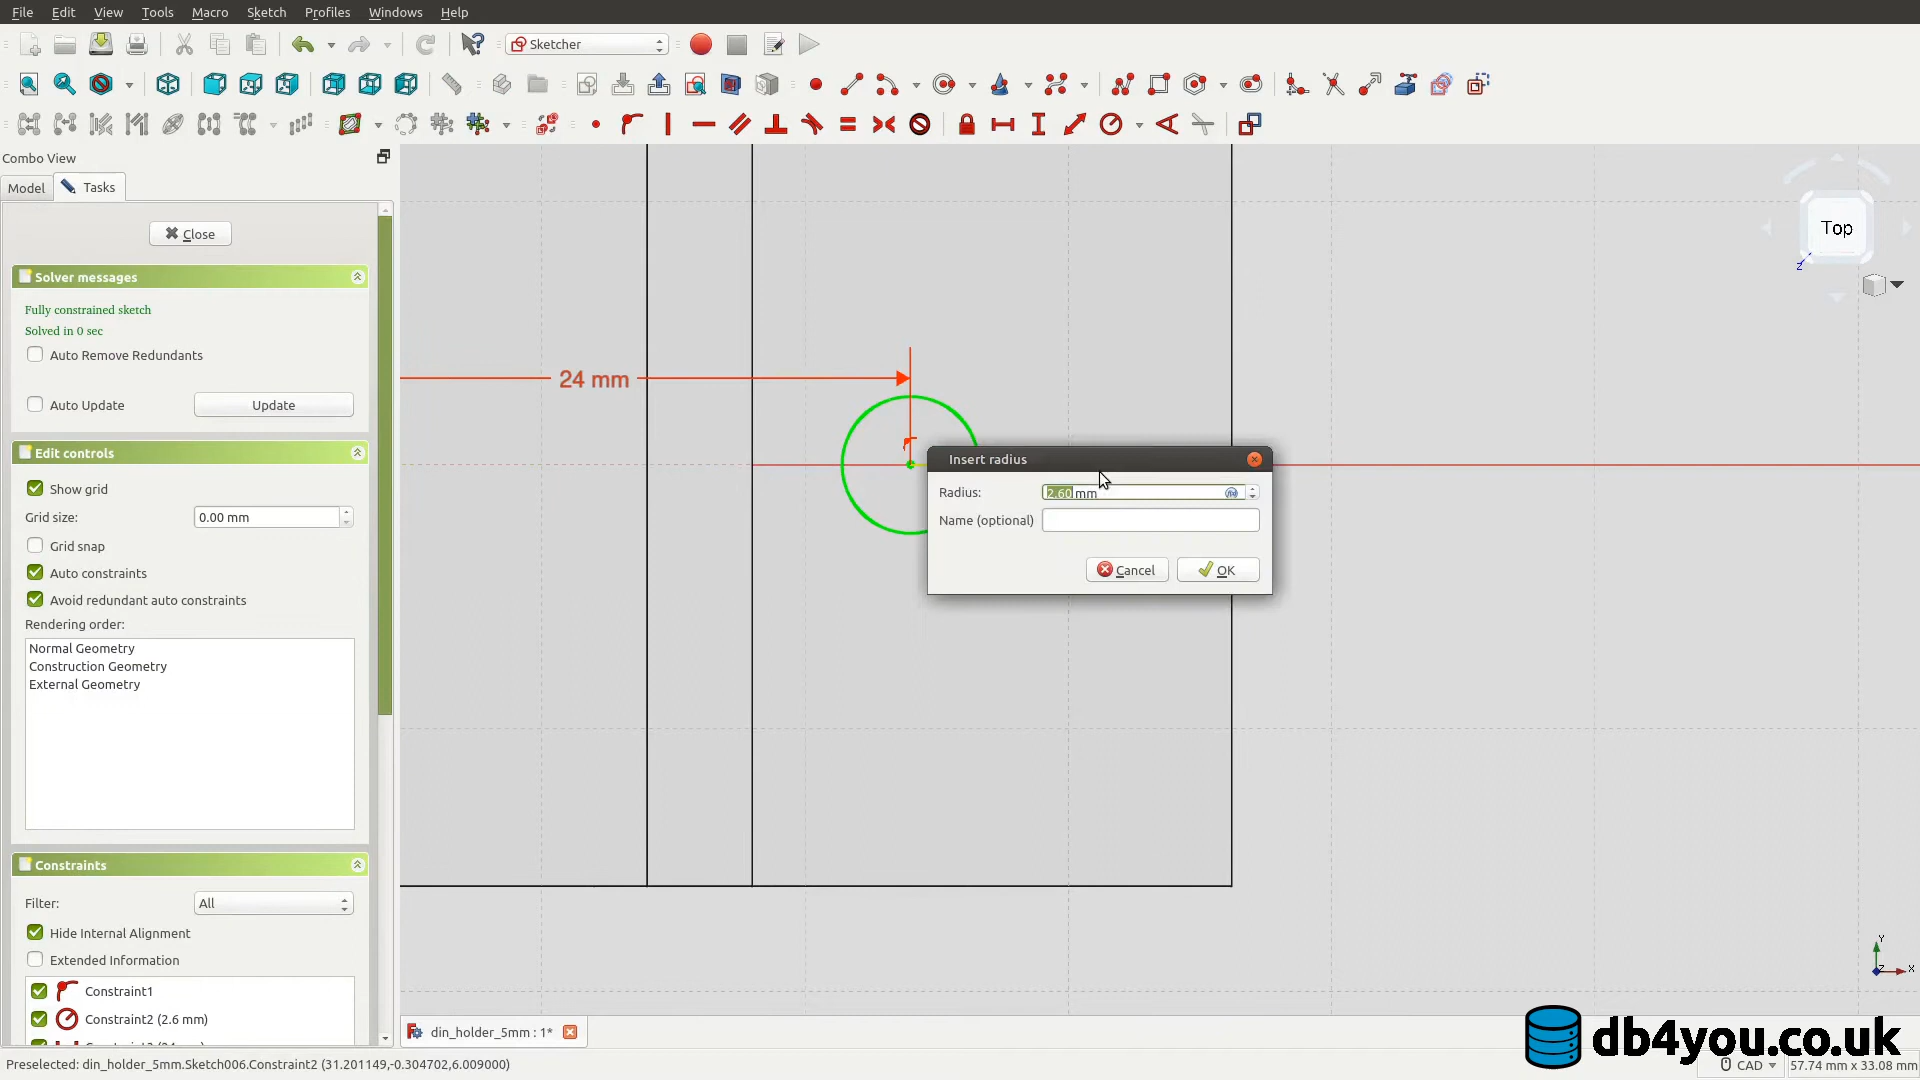 File Edit View Tools Macro Sketch Profiles Windows Help
Sketcher
Combo View
Model Tasks
Close
Solver messages
Fully constrained sketch
Solved in 0 sec
Auto Remove Redundants
Auto Update Update
Edit controls
Show grid
Grid size: 0.00 mm
Grid snap
Auto constraints
Avoid redundant auto constraints
Rendering order:
Normal Geometry
Construction Geometry
External Geometry
Constraints
Filter: All
Hide Internal Alignment
Extended Information
Constraint1
Constraint2 (2.6 mm)
24 mm
Insert radius
Radius: 2.60 mm
Name (optional)
Cancel OK
Top
Z
Y
Z X
din_holder_5mm : 1*
db4you.co.uk
Preselected: din_holder_5mm.Sketch006.Constraint2 (31.201149,-0.304702,6.009000)
CAD 57.74 mm x 33.08 mm